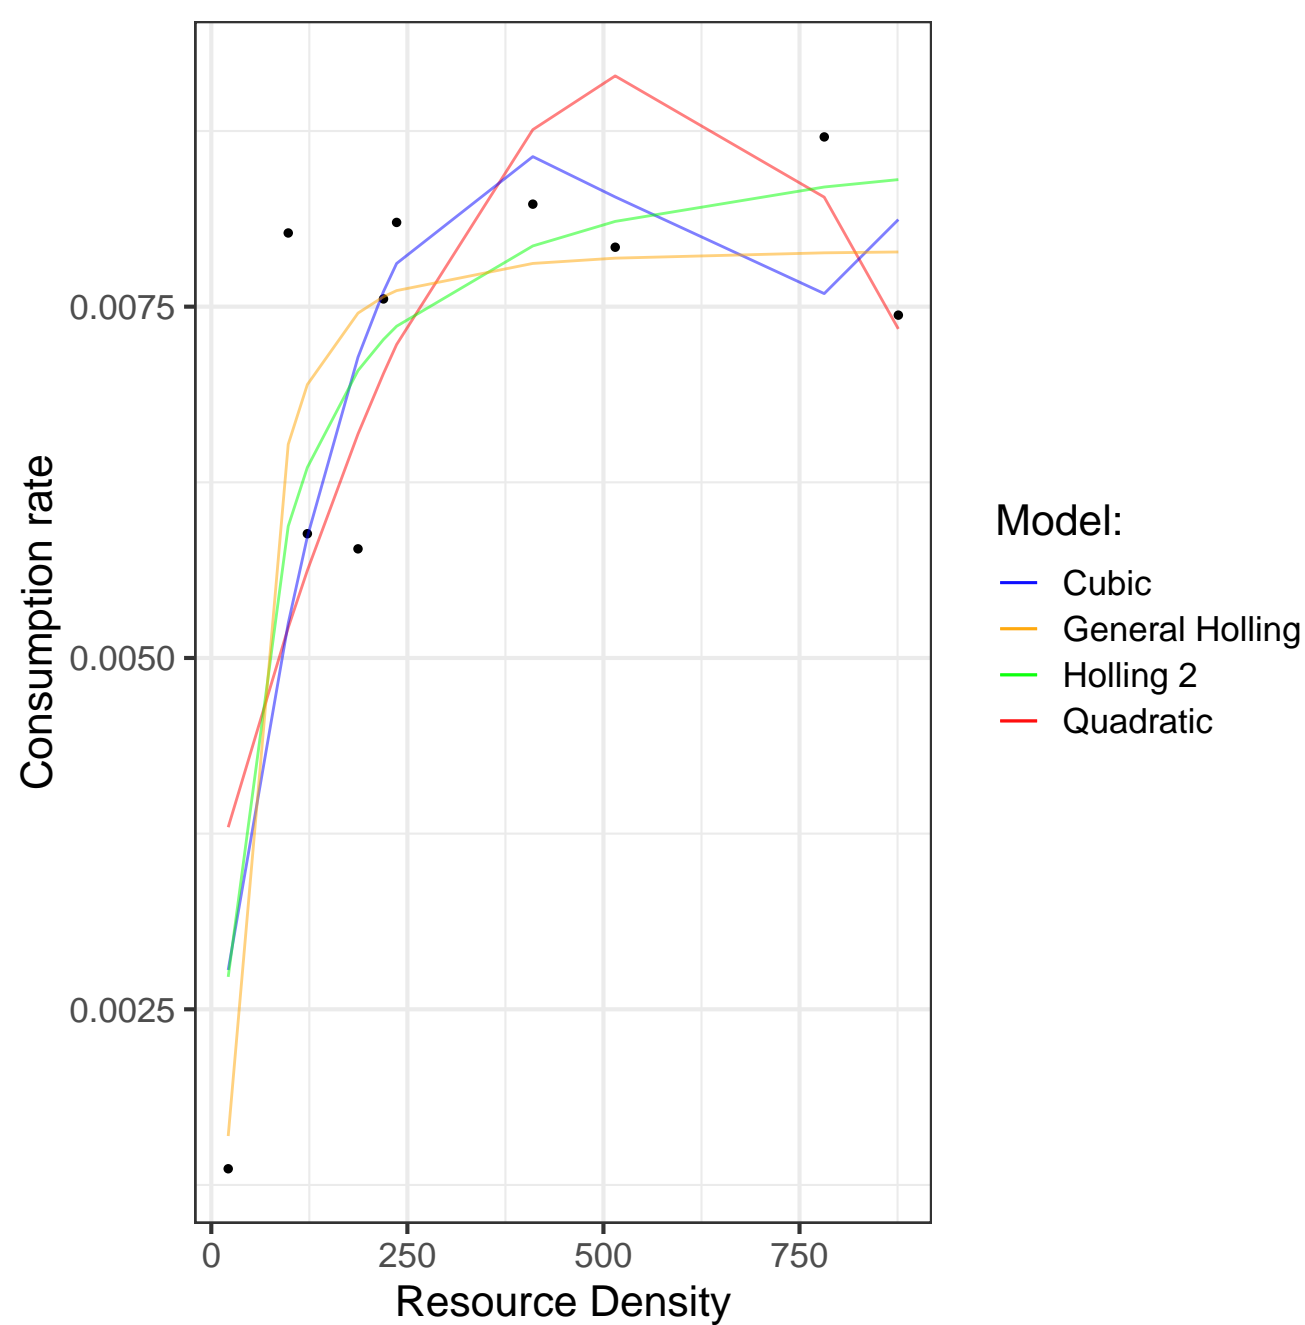 0.0075
0.0050
0.0025
Consumption rate
0 250 500 750
Resource Density
Model:
Cubic
General Holling
Holling 2
Quadratic